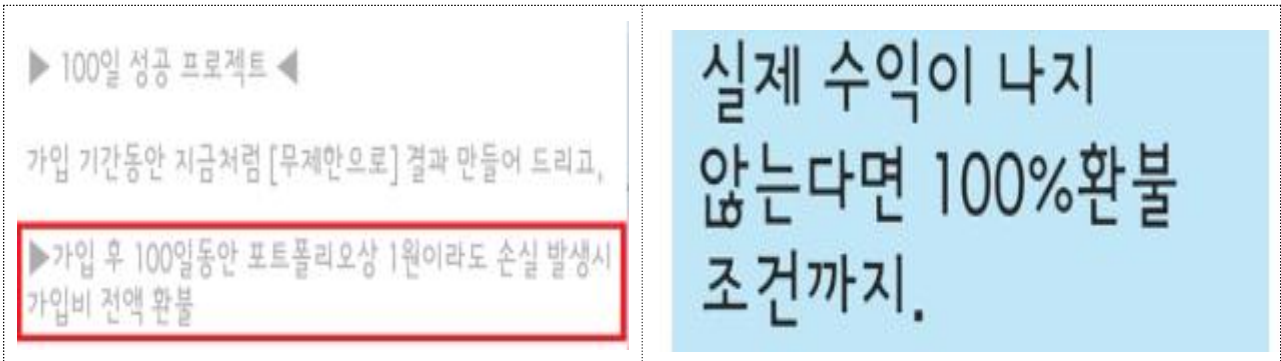 ▶ 100일 성공 프로젝트 ◀
가입 기간동안 지금처럼 [무제한으로] 결과 만들어 드리고,
▶가입 후 100일동안 포트폴리오상 1원이라도 손실 발생시
가입비 전액 환불
실제 수익이 나지
않는다면 100%환불
조건까지.